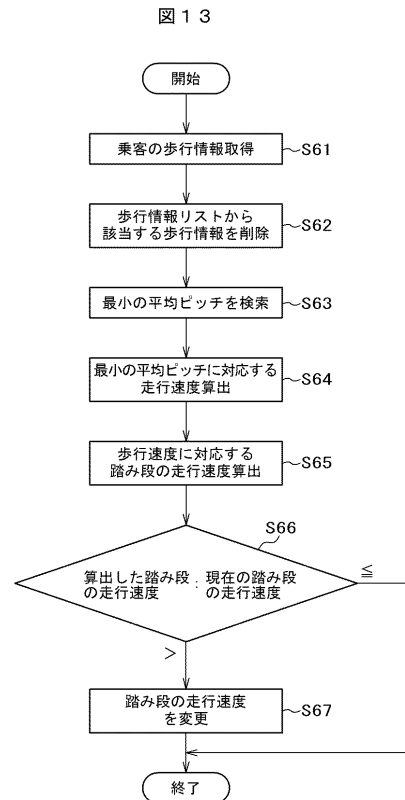 図１３
開始
乗客の歩行情報取得
S61
歩行情報リストから
該当する歩行情報を削除
S62
最小の平均ピッチを検索
S63
最小の平均ピッチに対応する
走行速度算出
S64
歩行速度に対応する
踏み段の走行速度算出
S65
S66
算出した踏み段 : 現在の踏み段
の走行速度 の走行速度
≦
＞
踏み段の走行速度
を変更
S67
終了